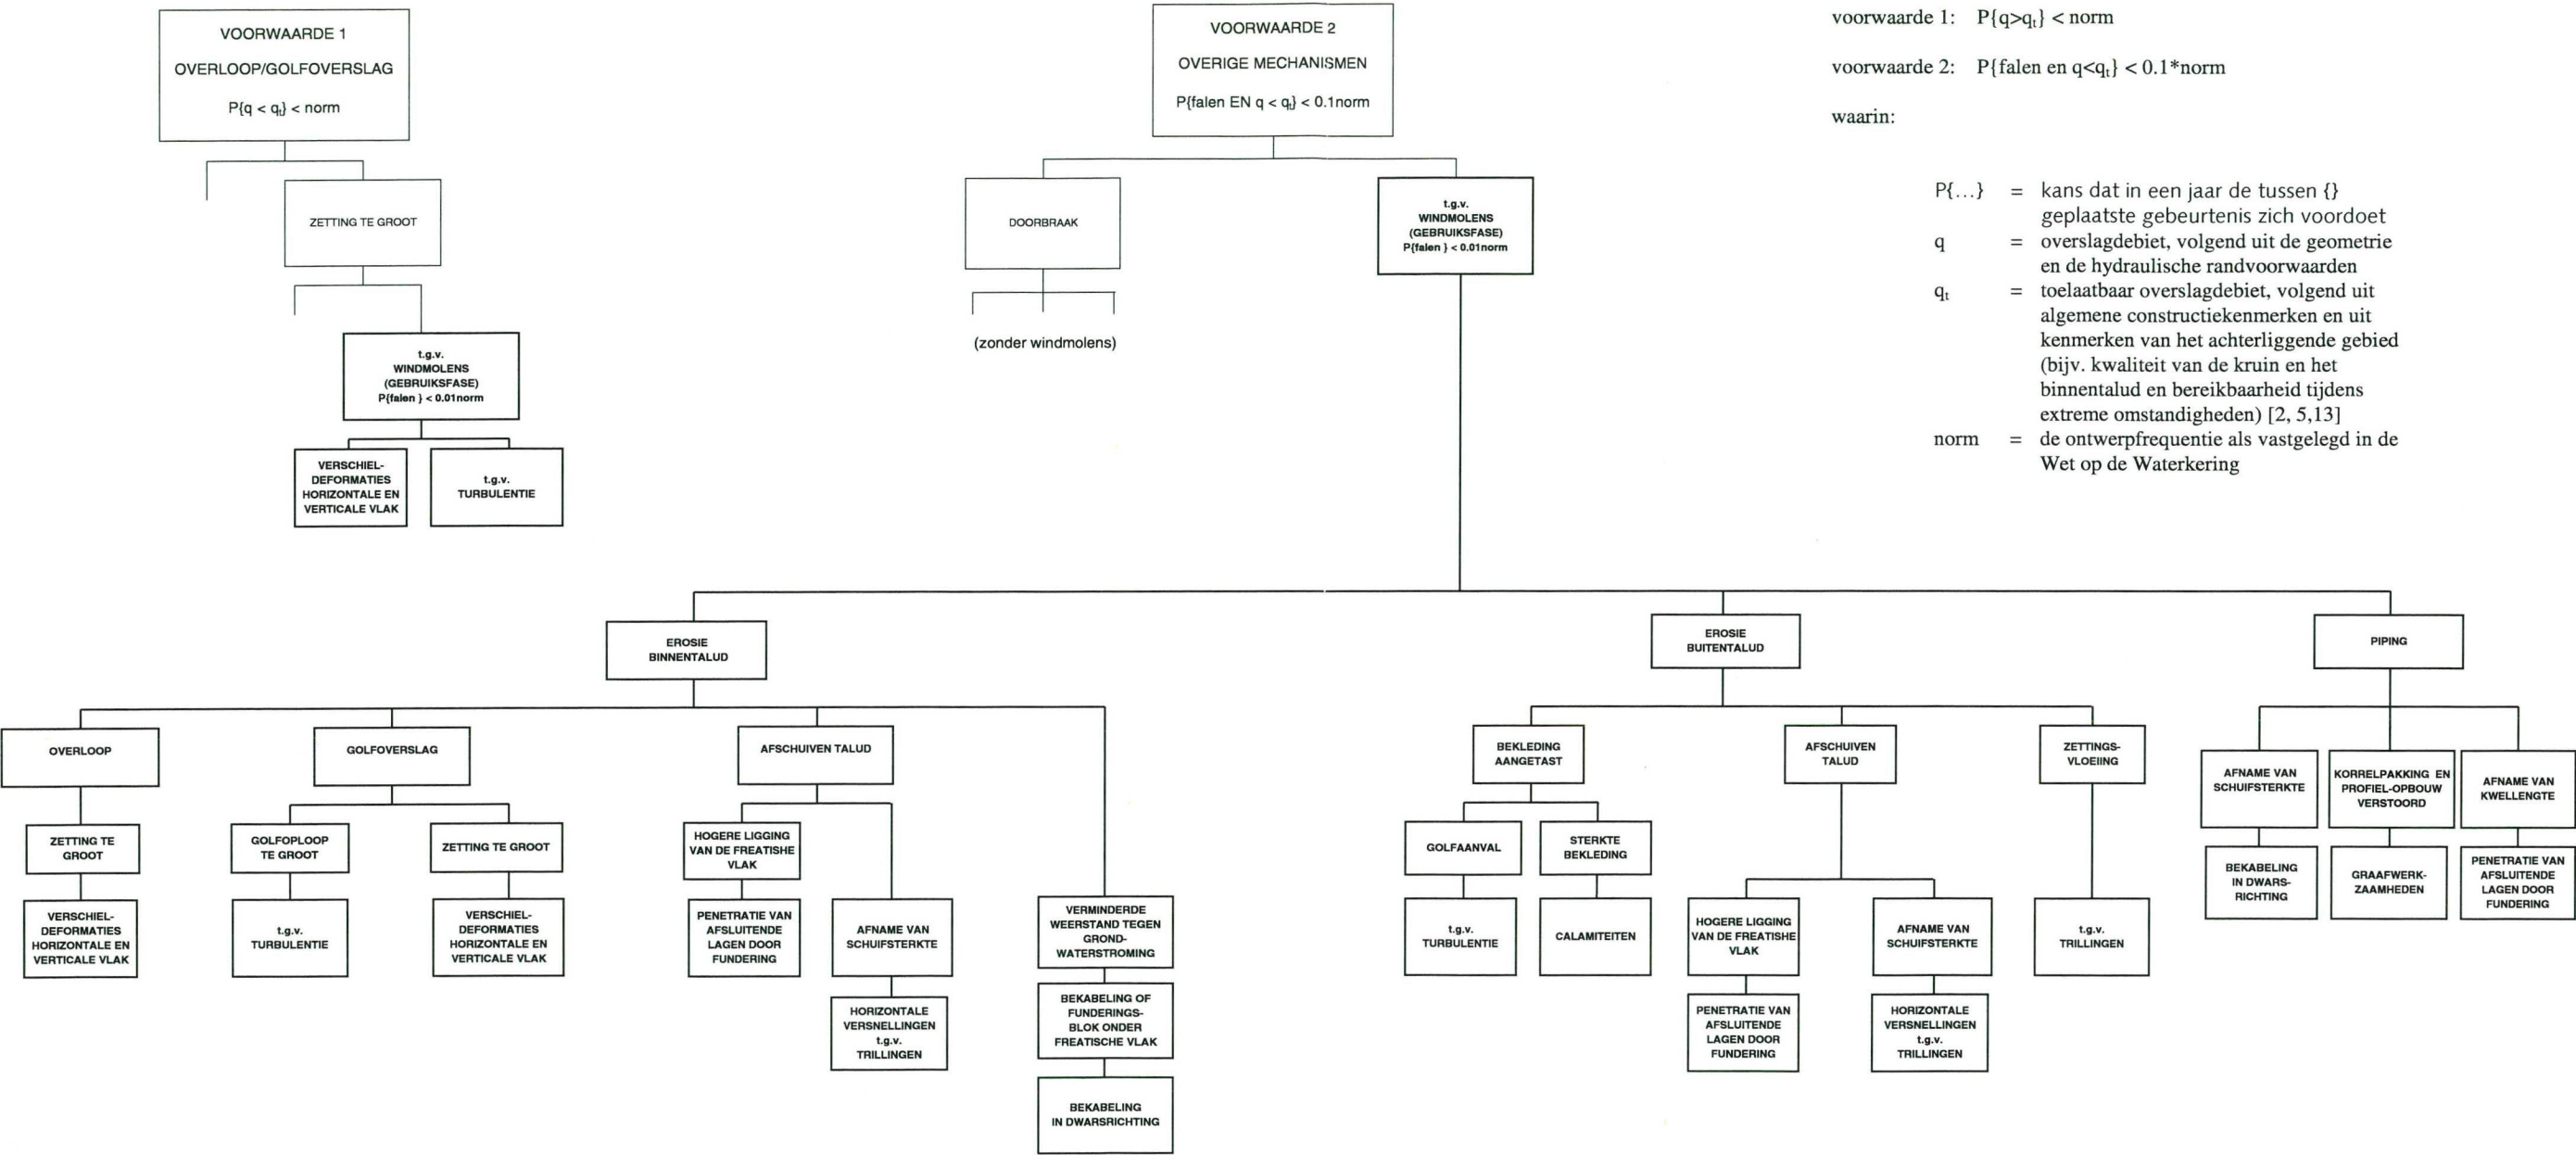 VOORWAARDE 1
OVERLOOP/GOLFOVERSLAG
P{q < qt} < norm
ZETTING TE GROOT
t.g.v.
WINDMOLENS
(GEBRUIKSFASE)
P{falen } < 0.01norm
VERSCHIEL-
DEFORMATIES
HORIZONTALE EN
VERTICALE VLAK
t.g.v.
TURBULENTIE
VOORWAARDE 2
OVERIGE MECHANISMEN
P{falen EN q < qt} < 0.1norm
DOORBRAAK
(zonder windmolens)
t.g.v.
WINDMOLENS
(GEBRUIKSFASE)
P{falen } < 0.01norm
voorwaarde 1: P{q>qt} < norm
voorwaarde 2: P{falen en q<qt} < 0.1*norm
waarin:
P{...} = kans dat in een jaar de tussen {}
geplaatste gebeurtenis zich voordoet
q = overslagdebiet, volgend uit de geometrie
en de hydraulische randvoorwaarden
qt = toelaatbaar overslagdebiet, volgend uit
algemene constructiekenmerken en uit
kenmerken van het achterliggende gebied
(bijv. kwaliteit van de kruin en het
binnentalud en bereikbaarheid tijdens
extreme omstandigheden) [2, 5,13]
norm = de ontwerpfrequentie als vastgelegd in de
Wet op de Waterkering
EROSIE
BINNENTALUD
OVERLOOP
ZETTING TE
GROOT
VERSCHIEL-
DEFORMATIES
HORIZONTALE EN
VERTICALE VLAK
GOLFOVERSLAG
GOLFOPLOOP
TE GROOT
t.g.v.
TURBULENTIE
ZETTING TE GROOT
VERSCHIEL-
DEFORMATIES
HORIZONTALE EN
VERTICALE VLAK
AFSCHUIVEN TALUD
HOGERE LIGGING
VAN DE FREATISHE
VLAK
PENETRATIE VAN
AFSLUITENDE
LAGEN DOOR
FUNDERING
AFNAME VAN
SCHUIFSTERKTE
HORIZONTALE
VERSNELLINGEN
t.g.v.
TRILLINGEN
VERMINDERDE
WEERSTAND TEGEN
GROND-
WATERSTROMING
BEKABELING OF
FUNDERINGS-
BLOK ONDER
FREATISCHE VLAK
BEKABELING
IN DWARSRICHTING
EROSIE
BUITENTALUD
BEKLEDING
AANGETAST
GOLFAANVAL
t.g.v.
TURBULENTIE
STERKTE
BEKLEDING
CALAMITEITEN
AFSCHUIVEN
TALUD
HOGERE LIGGING
VAN DE FREATISHE
VLAK
PENETRATIE VAN
AFSLUITENDE
LAGEN DOOR
FUNDERING
AFNAME VAN
SCHUIFSTERKTE
HORIZONTALE
VERSNELLINGEN
t.g.v.
TRILLINGEN
ZETTINGS-
VLOEIING
t.g.v.
TRILLINGEN
PIPING
AFNAME VAN
SCHUIFSTERKTE
BEKABELING
IN DWARS-
RICHTING
KORRELPAKKING EN
PROFIEL-OPBOUW
VERSTOORD
GRAAFWERK-
ZAAMHEDEN
AFNAME VAN
KWELLENGTE
PENETRATIE VAN
AFSLUITENDE
LAGEN DOOR
FUNDERING